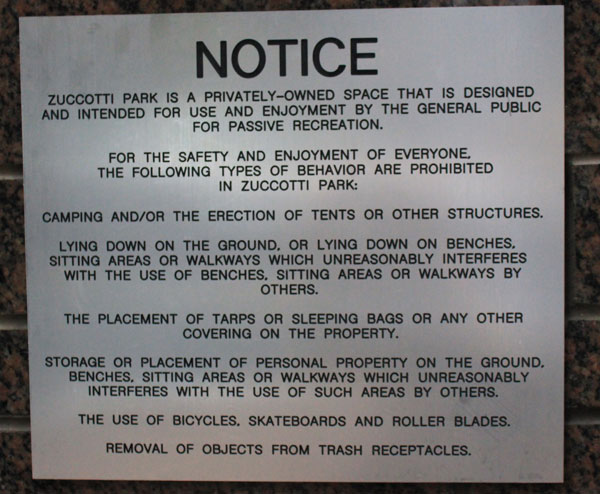 NOTICE
ZUCCOTTI PARK IS A PRIVATELY-OWNED SPACE THAT IS DESIGNED
AND INTENDED FOR USE AND ENJOYMENT BY THE GENERAL PUBLIC
FOR PASSIVE RECREATION.
FOR THE SAFETY AND ENJOYMENT OF EVERYONE,
THE FOLLOWING TYPES OF BEHAVIOR ARE PROHIBITED
IN ZUCCOTTI PARK:
CAMPING AND/OR THE ERECTION OF TENTS OR OTHER STRUCTURES.
LYING DOWN ON THE GROUND, OR LYING DOWN ON BENCHES,
SITTING AREAS OR WALKWAYS WHICH UNREASONABLY INTERFERES
WITH THE USE OF BENCHES, SITTING AREAS OR WALKWAYS BY
OTHERS.
THE PLACEMENT OF TARPS OR SLEEPING BAGS OR ANY OTHER
COVERING ON THE PROPERTY.
STORAGE OR PLACEMENT OF PERSONAL PROPERTY ON THE GROUND,
BENCHES, SITTING AREAS OR WALKWAYS WHICH UNREASONABLY
INTERFERES WITH THE USE OF SUCH AREAS BY OTHERS.
THE USE OF BICYCLES, SKATEBOARDS AND ROLLER BLADES.
REMOVAL OF OBJECTS FROM TRASH RECEPTACLES.